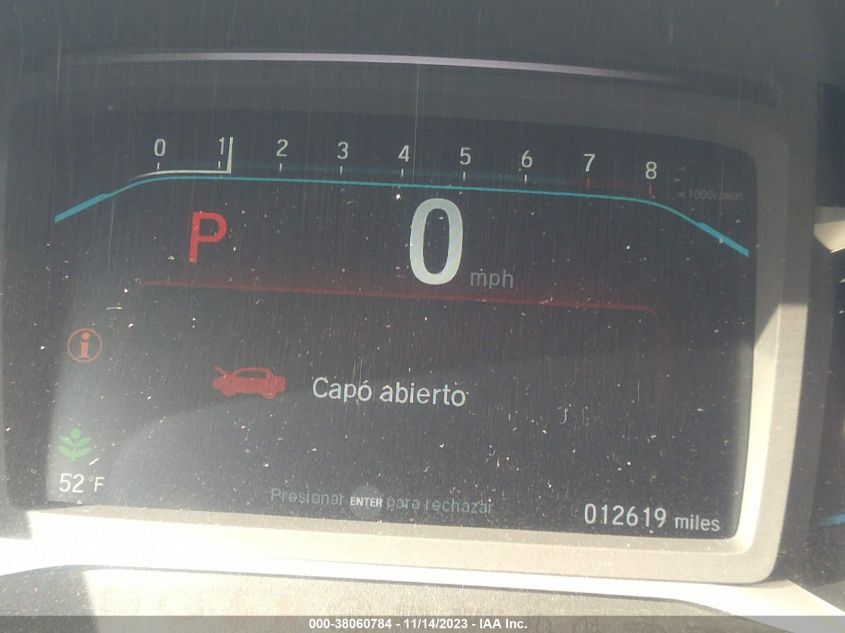 0 1 2 3 4 5 6 7 8
×1000r/min
P 0 mph
i
Capó abierto
52°F
Presionar ENTER para rechazar
012619 miles
000-38060784 - 11/14/2023 - IAA Inc.